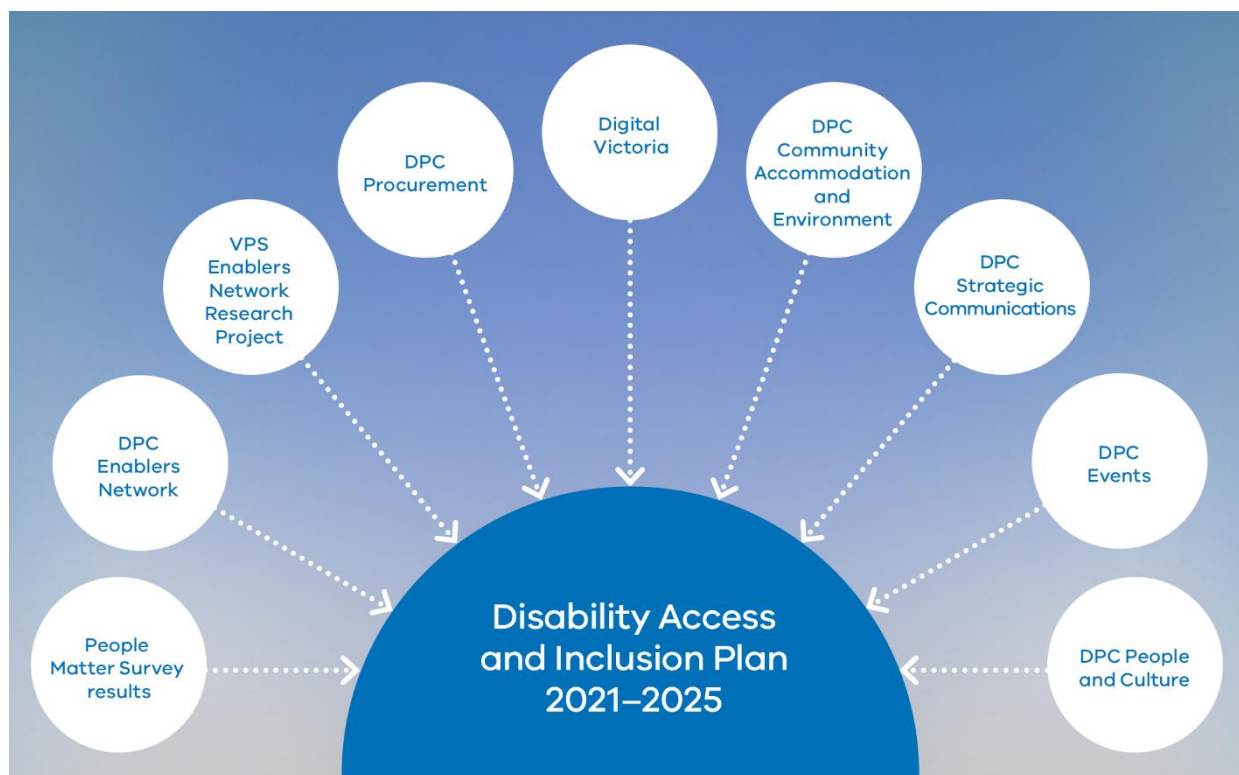 People
Matter Survey
results
DPC
Enablers
Network
VPS
Enablers
Network
Research
Project
DPC
Procurement
Digital
Victoria
DPC
Community
Accommodation
and
Environment
DPC
Strategic
Communications
DPC
Events
DPC People
and Culture
Disability Access
and Inclusion Plan
2021–2025